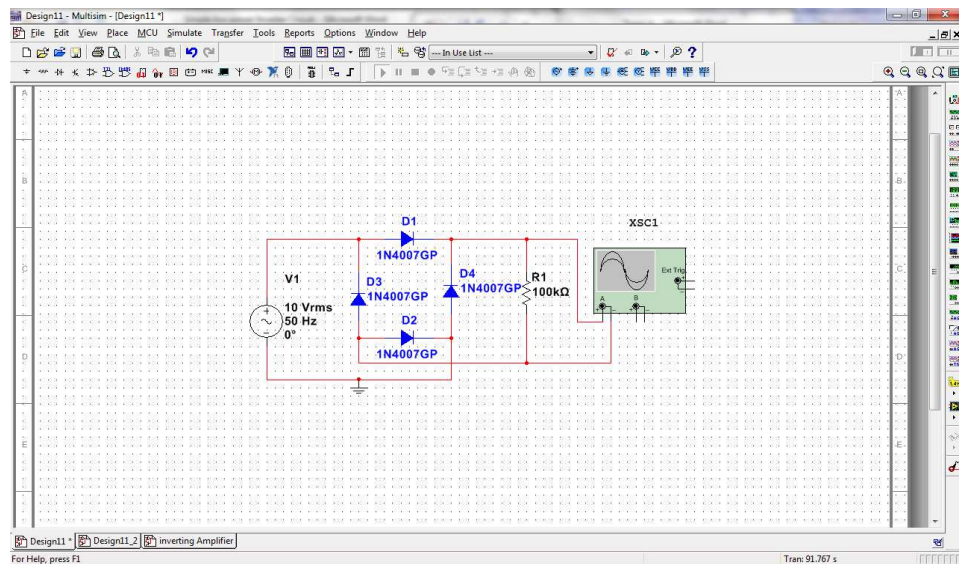 Design11 - Multisim - [Design11 *]
File Edit View Place MCU Simulate Transfer Tools Reports Options Window Help
--- In Use List ---
A
A
B
B
C
C
D
D
E
E
D1
1N4007GP
XSC1
V1
10 Vrms
50 Hz
0°
D3
1N4007GP
D4
1N4007GP
R1
100kΩ
D2
1N4007GP
Ext Trig
A
B
Design11 * Design11_2 inverting Amplifier
For Help, press F1
Tran: 91.767 s